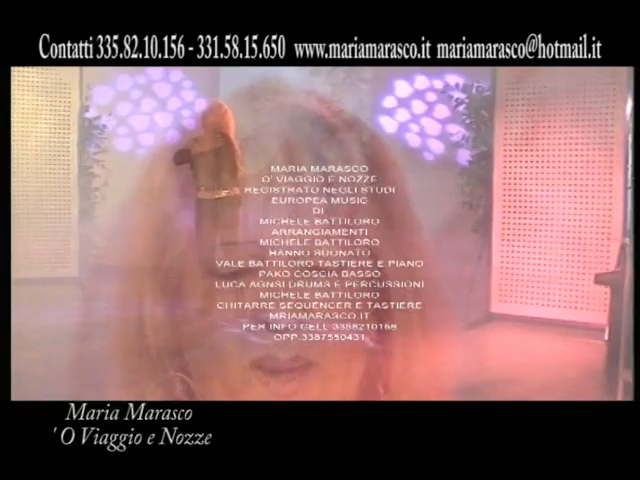 Contatti 335.82.10.156 - 331.58.15.650 www.mariamarasco.it mariamarasco@hotmail.it
MARIA MARASCO
O' VIAGGIO E NOZZE
REGISTRATO NEGLI STUDI
EUROPEA MUSIC
DI
MICHELE BATTILORO
ARRANGIAMENTI
MICHELE BATTILORO
HANNO SUONATO
VALE BATTILORO TASTIERE E PIANO
PAKO COSCIA BASSO
LUCA AGNSI DRUMS E PERCUSSIONI
MICHELE BATTILORO
CHITARRE SEQUENCER E TASTIERE
MRIAMARASCO.IT
PER INFO CELL 3358210156
OPP.3387550431
Maria Marasco
'O Viaggio e Nozze